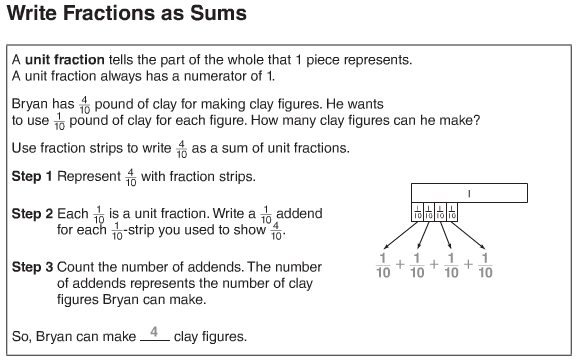 Write Fractions as Sums
A unit fraction tells the part of the whole that 1 piece represents.
A unit fraction always has a numerator of 1.
Bryan has 4/10 pound of clay for making clay figures. He wants
to use 1/10 pound of clay for each figure. How many clay figures can he make?
Use fraction strips to write 4/10 as a sum of unit fractions.
Step 1 Represent 4/10 with fraction strips.
1
1/10 1/10 1/10 1/10
Step 2 Each 1/10 is a unit fraction. Write a 1/10 addend
for each 1/10-strip you used to show 4/10.
1/10 + 1/10 + 1/10 + 1/10
Step 3 Count the number of addends. The number
of addends represents the number of clay
figures Bryan can make.
So, Bryan can make 4 clay figures.